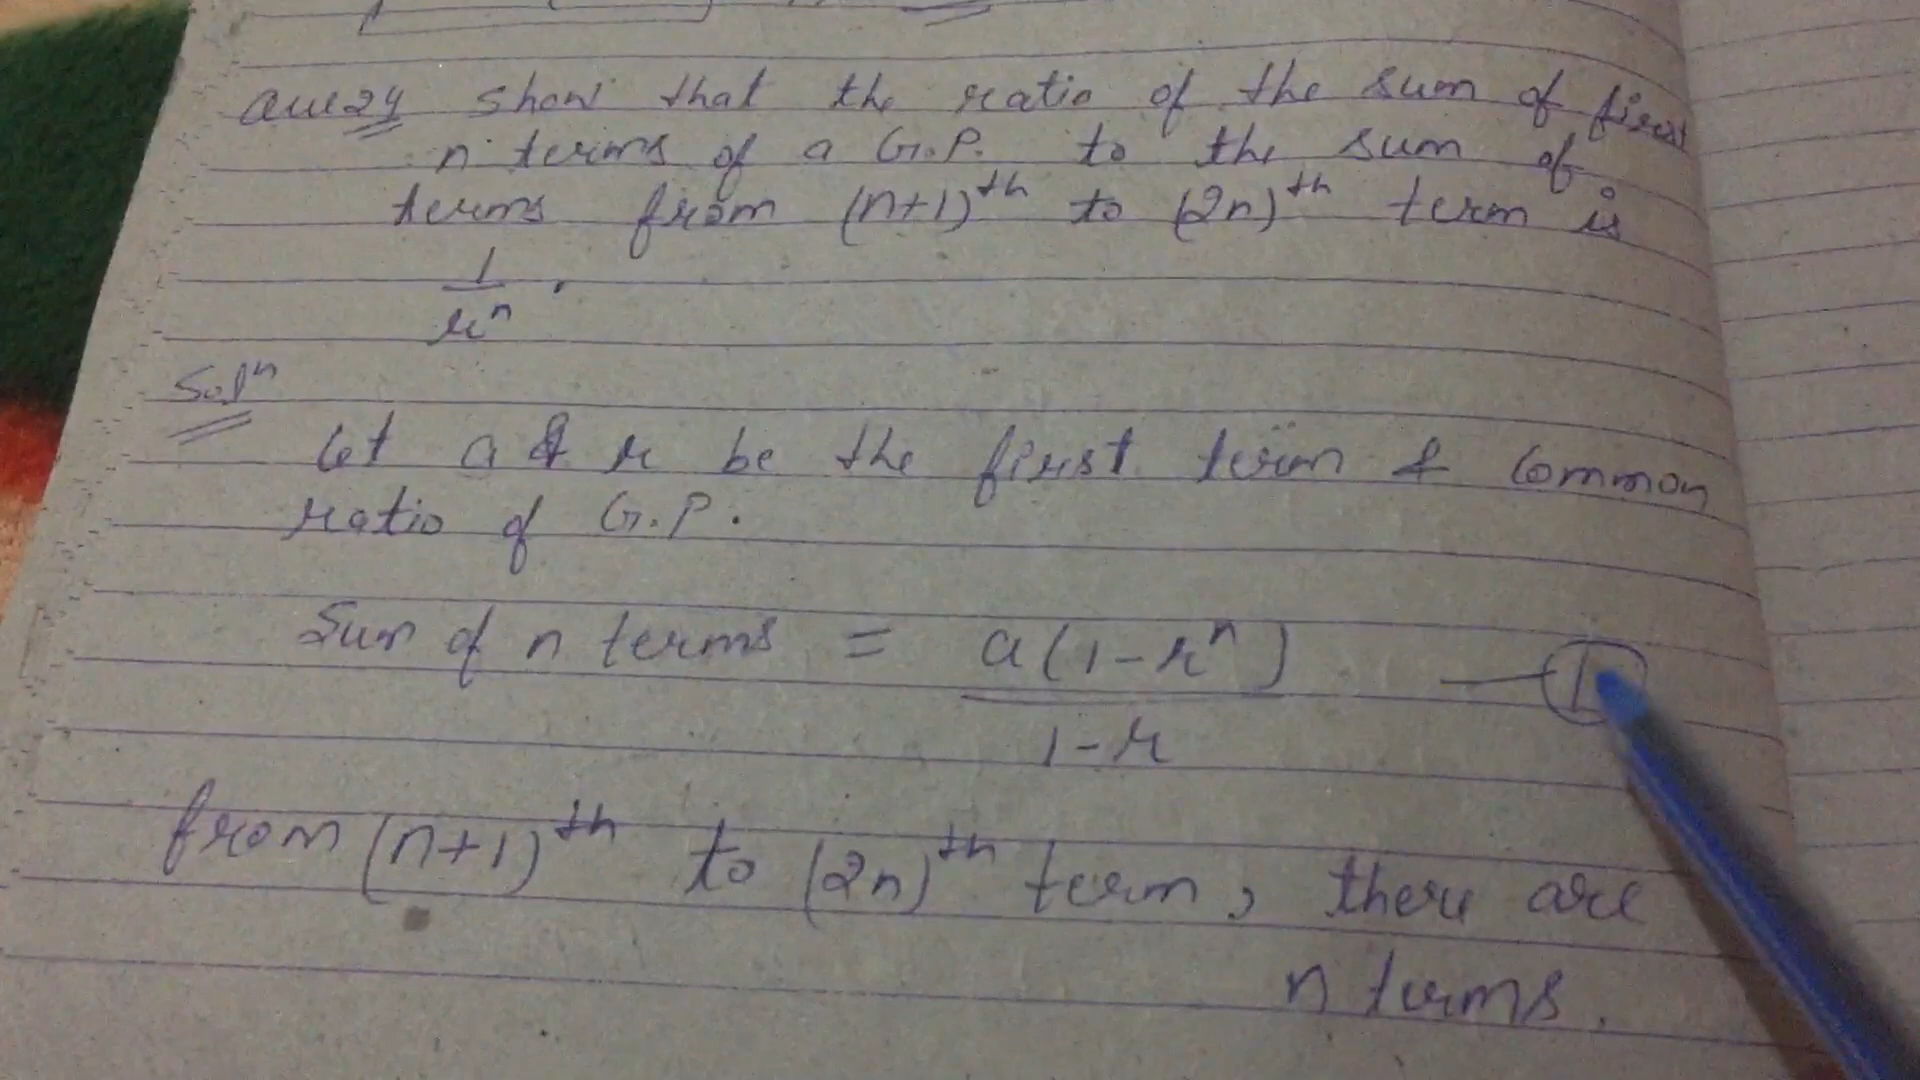 Que24 show that the ratio of the sum of first
n terms of a G.P. to the sum of
terms from (n+1)^th to (2n)^th term is
1/r^n .
Sol^n
let a & r be the first term & common
ratio of G.P.
Sum of n terms = a(1-r^n)/1-r — 1
from (n+1)^th to (2n)^th term, there are
n terms.